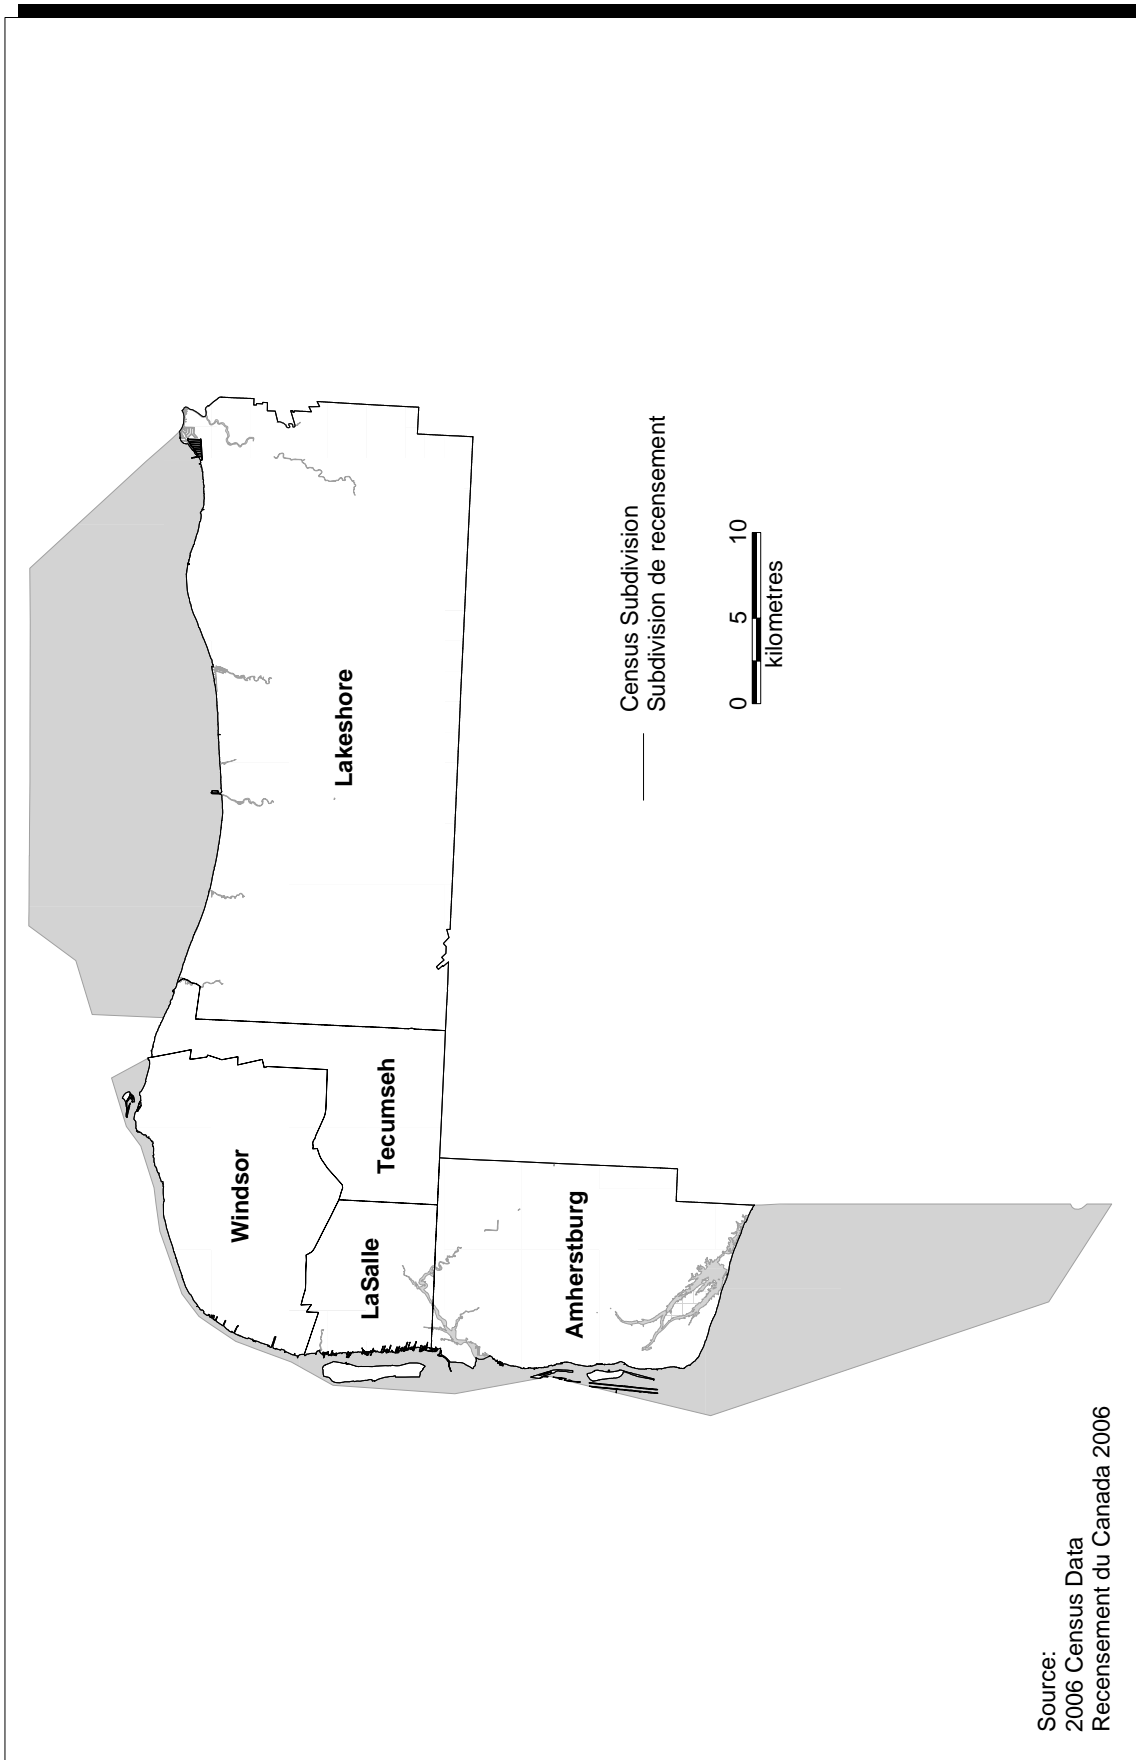 Lakeshore
Windsor
Tecumseh
LaSalle
Amherstburg
Census Subdivision
Subdivision de recensement
0 5 10
kilometres
Source:
2006 Census Data
Recensement du Canada 2006